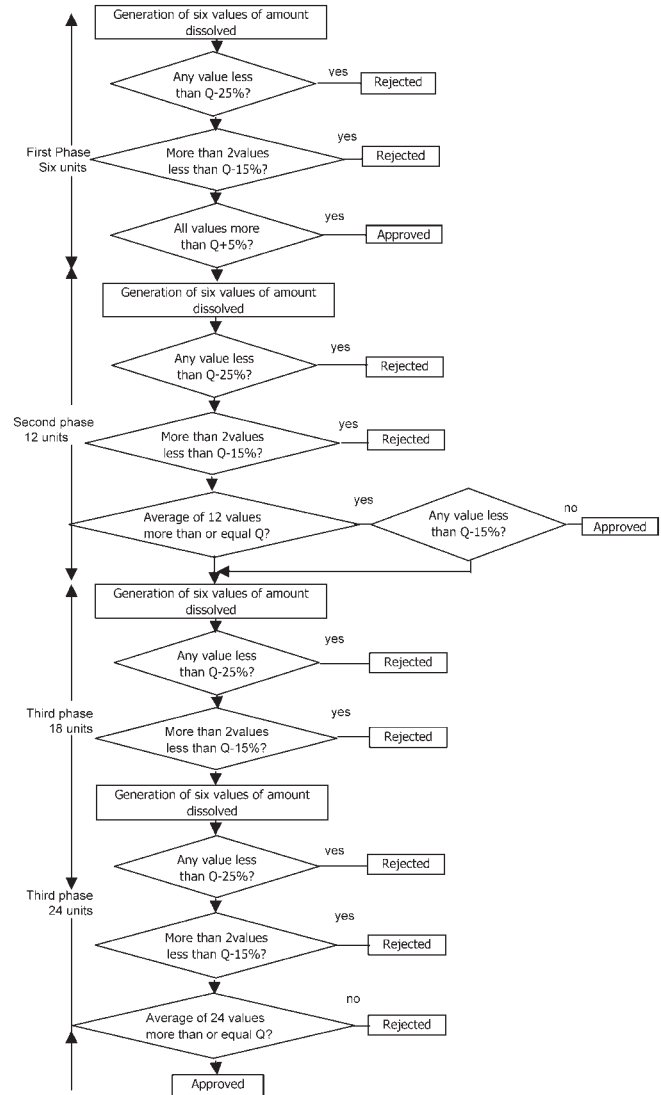 Generation of six values of amount
dissolved
Any value less
than Q-25%?
yes
Rejected
First Phase
Six units
More than 2values
less than Q-15%?
yes
Rejected
All values more
than Q+5%?
yes
Approved
Generation of six values of amount
dissolved
Any value less
than Q-25%?
yes
Rejected
Second phase
12 units
More than 2values
less than Q-15%?
yes
Rejected
Average of 12 values
more than or equal Q?
yes
Any value less
than Q-15%?
no
Approved
Generation of six values of amount
dissolved
Any value less
than Q-25%?
yes
Rejected
Third phase
18 units
More than 2values
less than Q-15%?
yes
Rejected
Generation of six values of amount
dissolved
Any value less
than Q-25%?
yes
Rejected
Third phase
24 units
More than 2values
less than Q-15%?
yes
Rejected
Average of 24 values
more than or equal Q?
no
Rejected
Approved